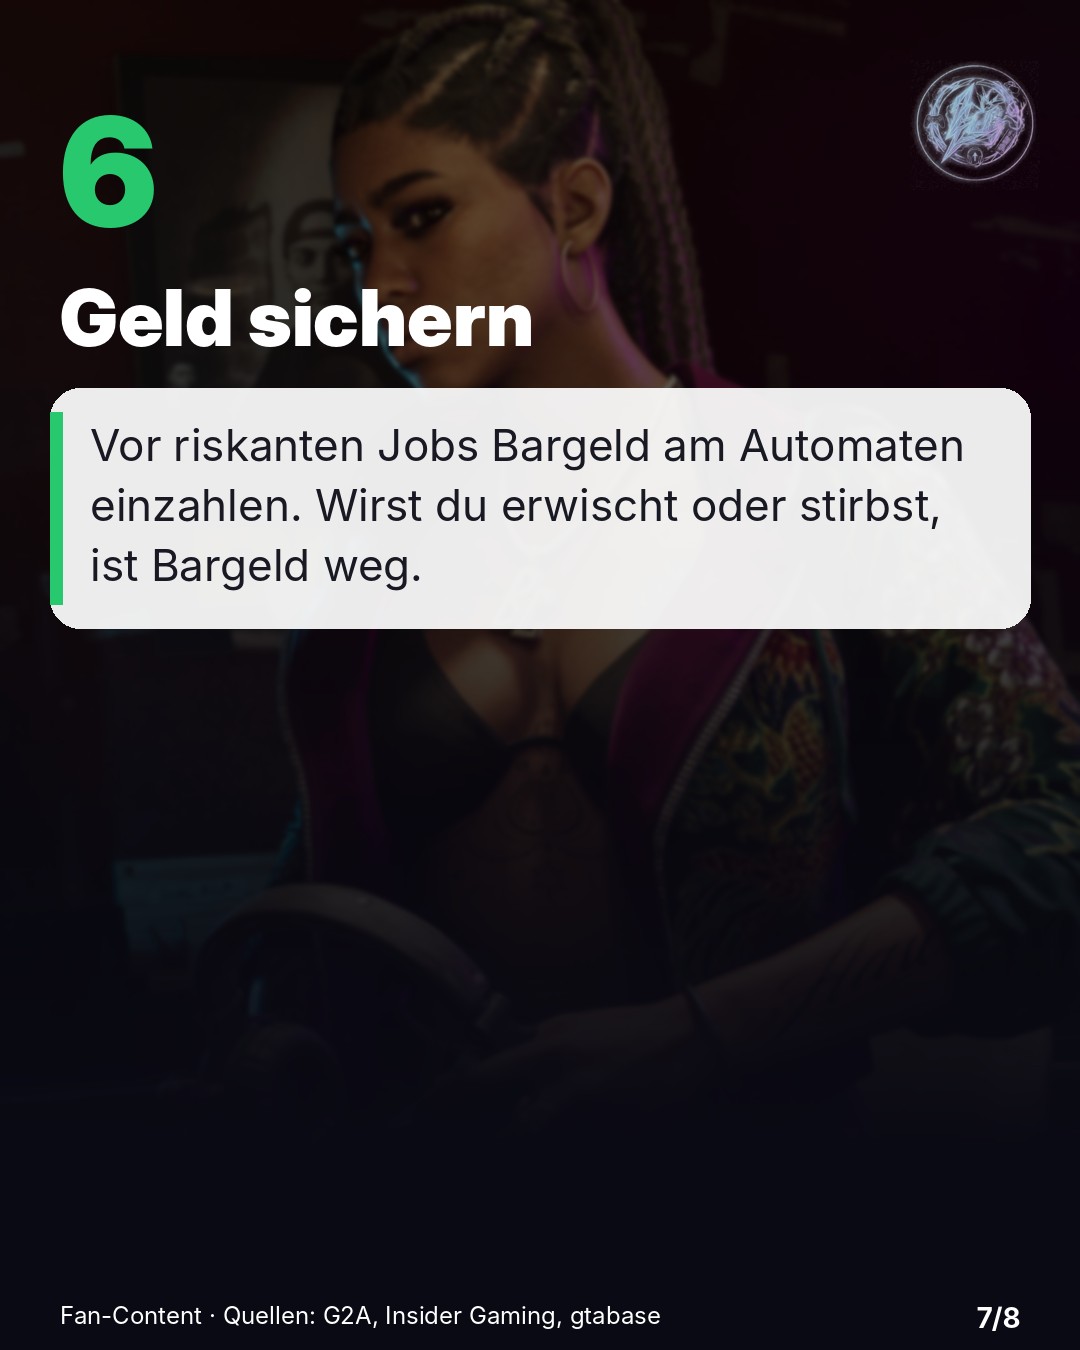 6
Geld sichern
Vor riskanten Jobs Bargeld am Automaten
einzahlen. Wirst du erwischt oder stirbst,
ist Bargeld weg.
Fan-Content · Quellen: G2A, Insider Gaming, gtabase
7/8